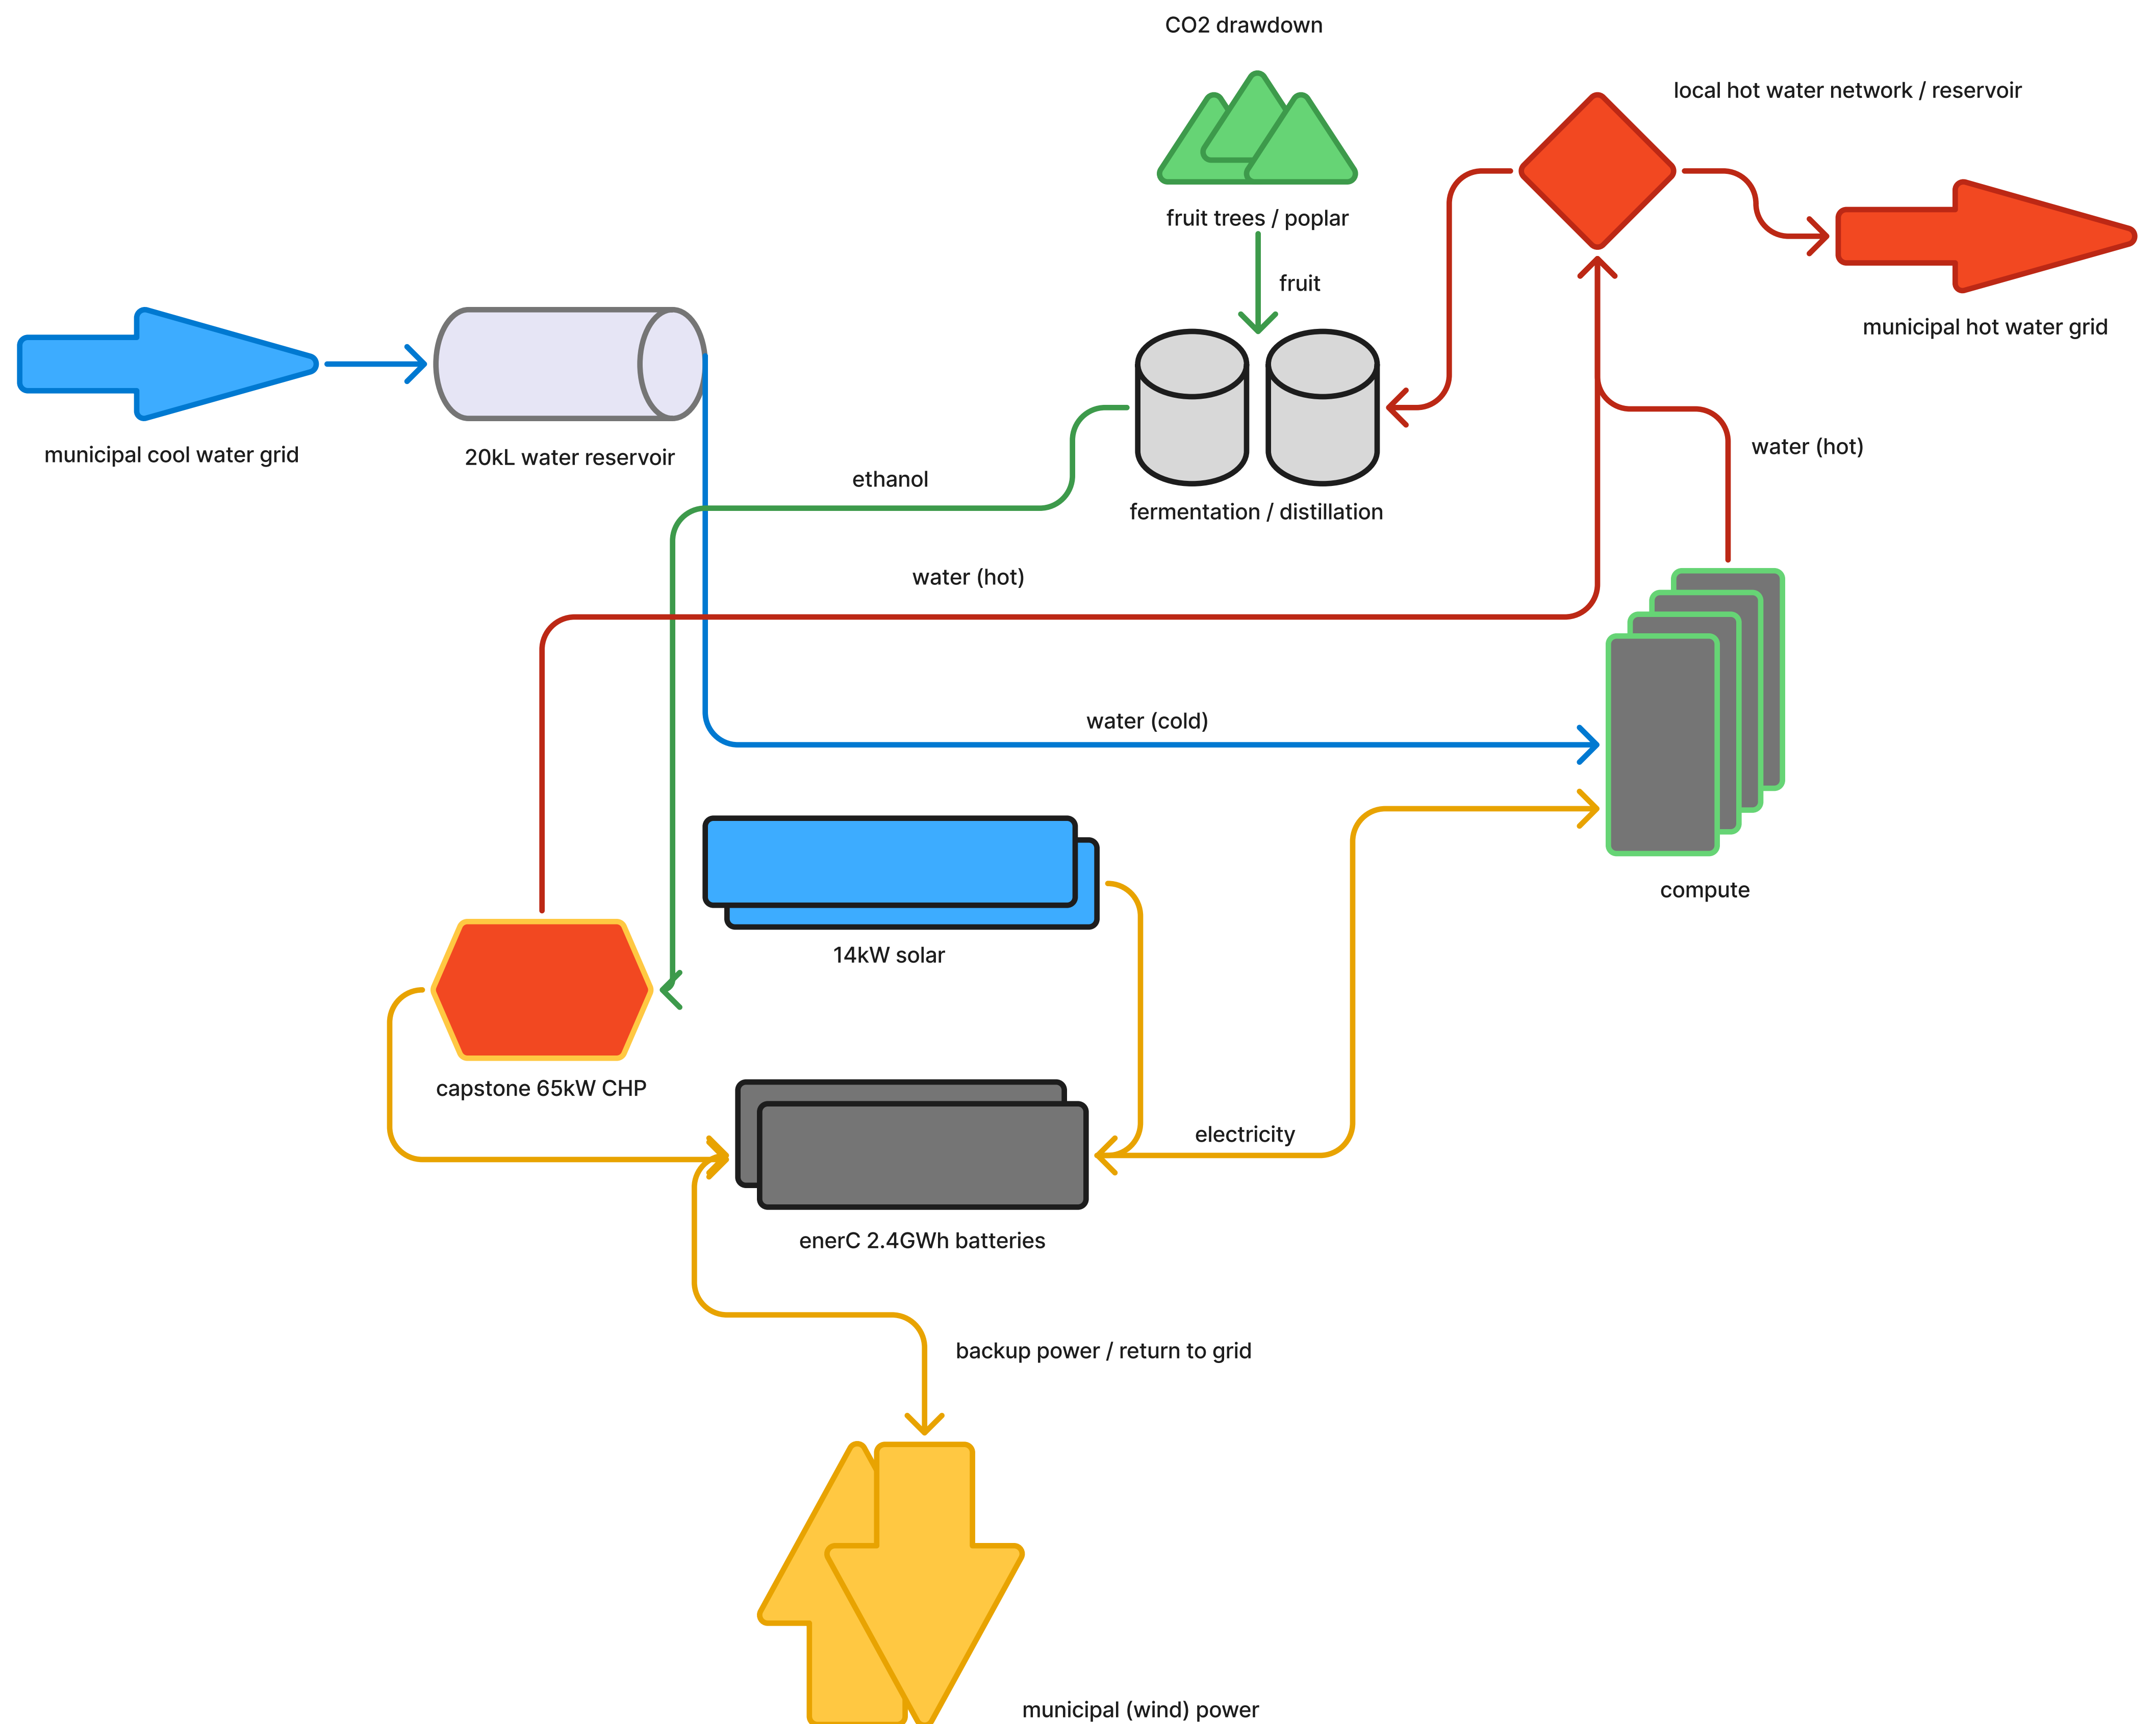 CO2 drawdown
local hot water network / reservoir
fruit trees / poplar
fruit
municipal hot water grid
municipal cool water grid
20kL water reservoir
water (hot)
ethanol
fermentation / distillation
water (hot)
water (cold)
compute
14kW solar
capstone 65kW CHP
electricity
enerC 2.4GWh batteries
backup power / return to grid
municipal (wind) power